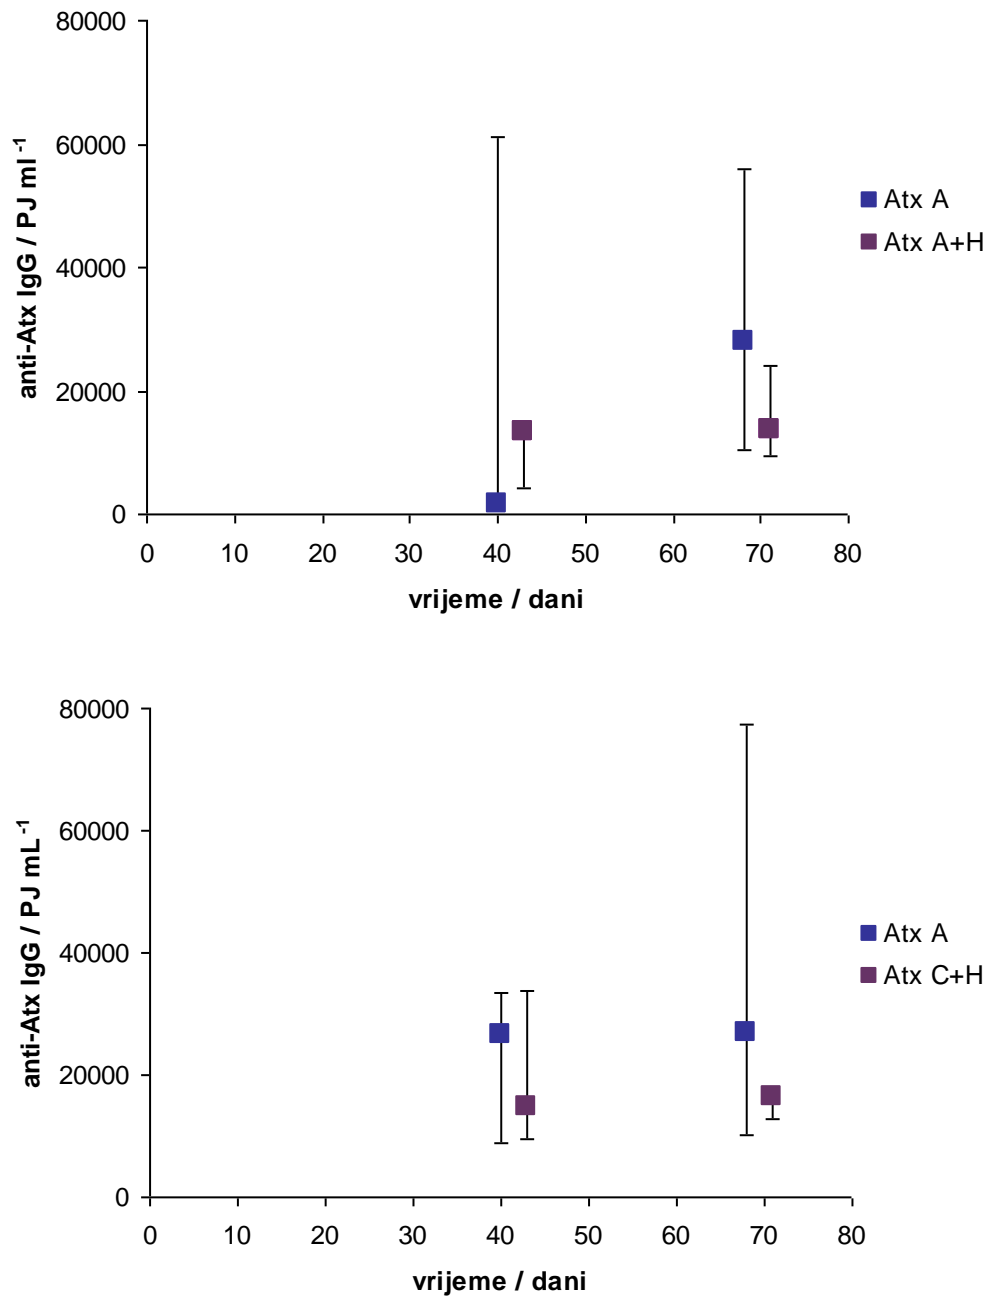 80000
60000
40000
20000
0
anti-Atx IgG / PJ ml -1
0 10 20 30 40 50 60 70 80
vrijeme / dani
Atx A
Atx A+H
80000
60000
40000
20000
0
anti-Atx IgG / PJ mL -1
0 10 20 30 40 50 60 70 80
vrijeme / dani
Atx A
Atx C+H